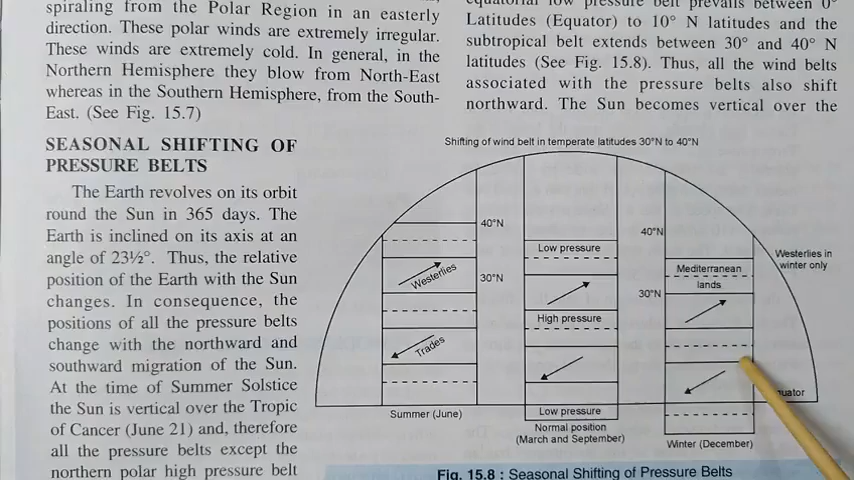 spiraling from the Polar Region in an easterly
direction. These polar winds are extremely irregular.
These winds are extremely cold. In general, in the
Northern Hemisphere they blow from North-East
whereas in the Southern Hemisphere, from the South-
East. (See Fig. 15.7)
SEASONAL SHIFTING OF
PRESSURE BELTS
The Earth revolves on its orbit
round the Sun in 365 days. The
Earth is inclined on its axis at an
angle of 23½°. Thus, the relative
position of the Earth with the Sun
changes. In consequence, the
positions of all the pressure belts
change with the northward and
southward migration of the Sun.
At the time of Summer Solstice
the Sun is vertical over the Tropic
of Cancer (June 21) and, therefore
all the pressure belts except the
northern polar high pressure belt
equatorial low pressure belt prevails between 0°
Latitudes (Equator) to 10° N latitudes and the
subtropical belt extends between 30° and 40° N
latitudes (See Fig. 15.8). Thus, all the wind belts
associated with the pressure belts also shift
northward. The Sun becomes vertical over the
Shifting of wind belt in temperate latitudes 30°N to 40°N
40°N
Westerlies
30°N
Trades
Summer (June)
Low pressure
High pressure
Low pressure
Normal position
(March and September)
40°N
Mediterranean
lands
30°N
Westerlies in
winter only
uator
Winter (December)
Fig. 15.8 : Seasonal Shifting of Pressure Belts